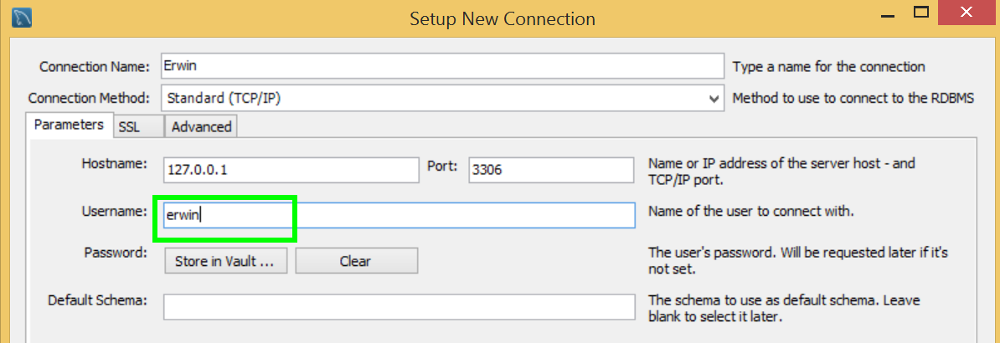 Setup New Connection
Connection Name: Erwin Type a name for the connection
Connection Method: Standard (TCP/IP) Method to use to connect to the RDBMS
Parameters SSL Advanced
Hostname: 127.0.0.1 Port: 3306 Name or IP address of the server host - and
TCP/IP port.
Username: erwin Name of the user to connect with.
Password: Store in Vault ... Clear The user's password. Will be requested later if it's
not set.
Default Schema: The schema to use as default schema. Leave
blank to select it later.